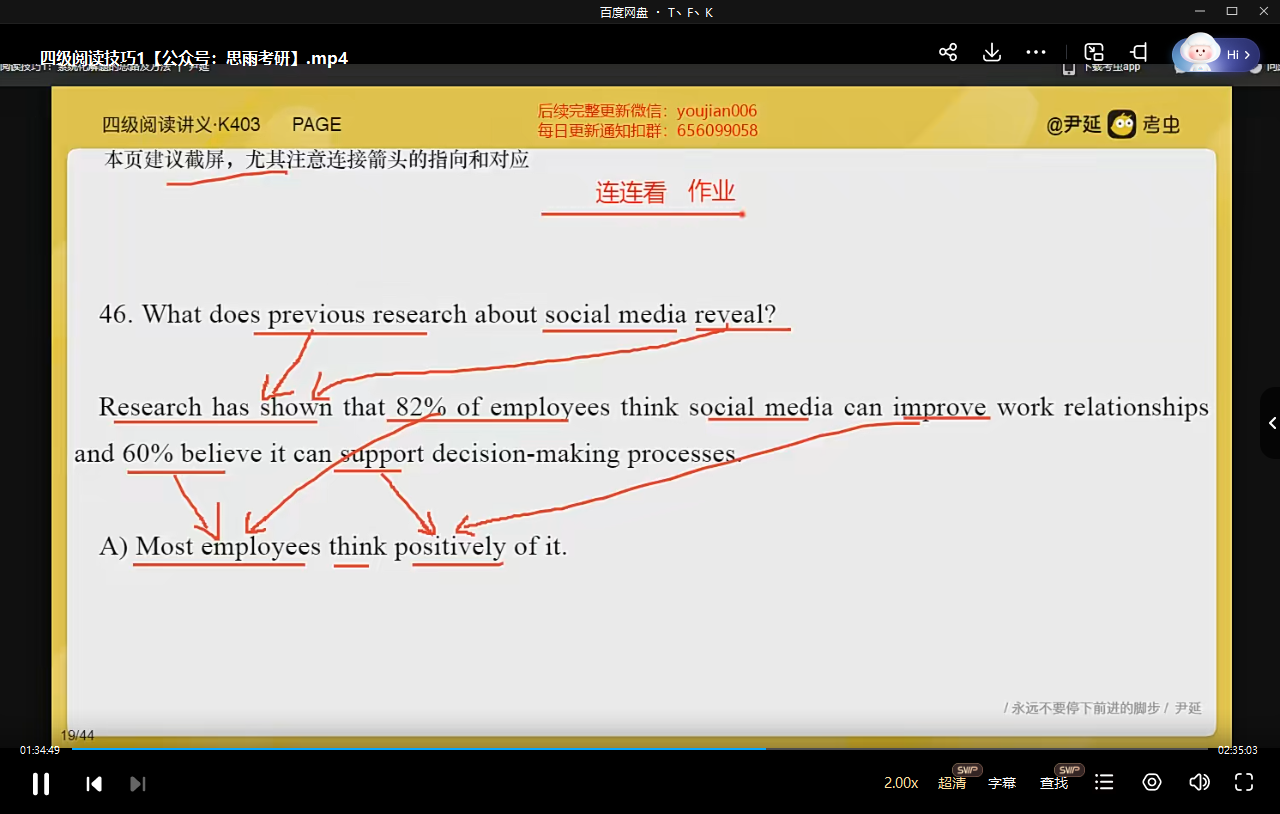 百度网盘 · T、F、K
四级阅读技巧1【公众号：思雨考研】.mp4
Hi
下载考虫app
四级阅读讲义·K403 PAGE
后续完整更新微信：youjian006
每日更新通知扣群：656099058
@尹延 考虫
本页建议截屏，尤其注意连接箭头的指向和对应
连连看 作业
46. What does previous research about social media reveal?
Research has shown that 82% of employees think social media can improve work relationships
and 60% believe it can support decision-making processes.
A) Most employees think positively of it.
/ 永远不要停下前进的脚步 / 尹延
19/44
01:34:49
02:35:03
2.00x
超清
SVIP
字幕
查找
SVIP